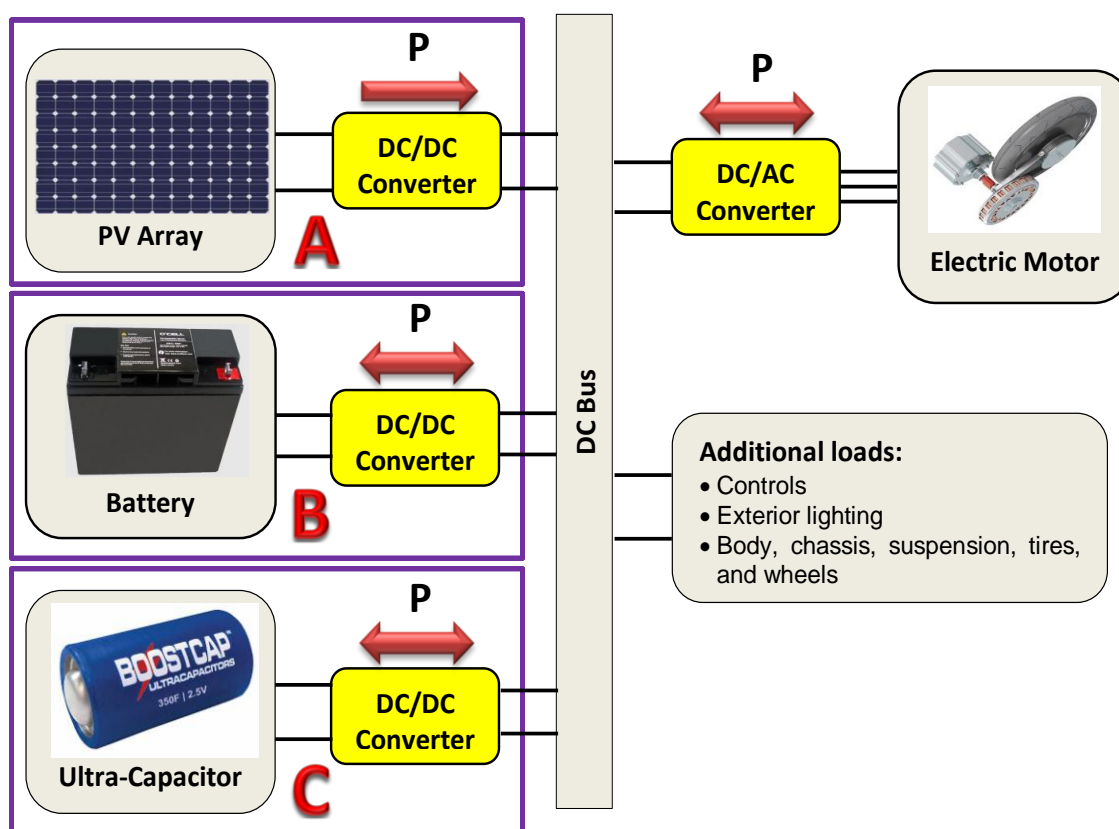 P
DC/DC
Converter
PV Array
A
P
DC/DC
Converter
Battery
B
P
DC/DC
Converter
BOOSTCAP™
ULTRACAPACITORS
350F | 2.5V
Ultra-Capacitor
C
DC Bus
P
DC/AC
Converter
Electric Motor
Additional loads:
• Controls
• Exterior lighting
• Body, chassis, suspension, tires,
and wheels